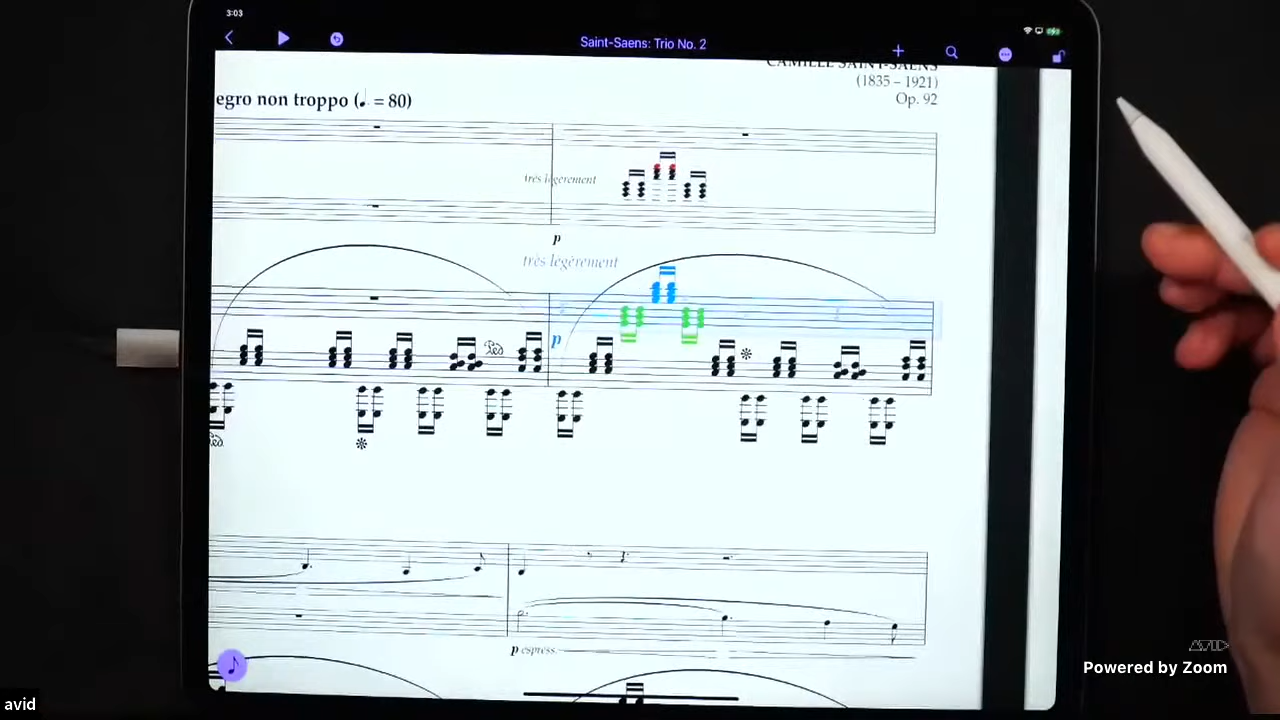 3:03
Saint-Saens: Trio No. 2
CAMILLE SAINT-SAËNS
(1835 – 1921)
egro non troppo (♩. = 80)
Op. 92
très légèrement
p
très légèrement
p
p espress.
AVID
Powered by Zoom
avid